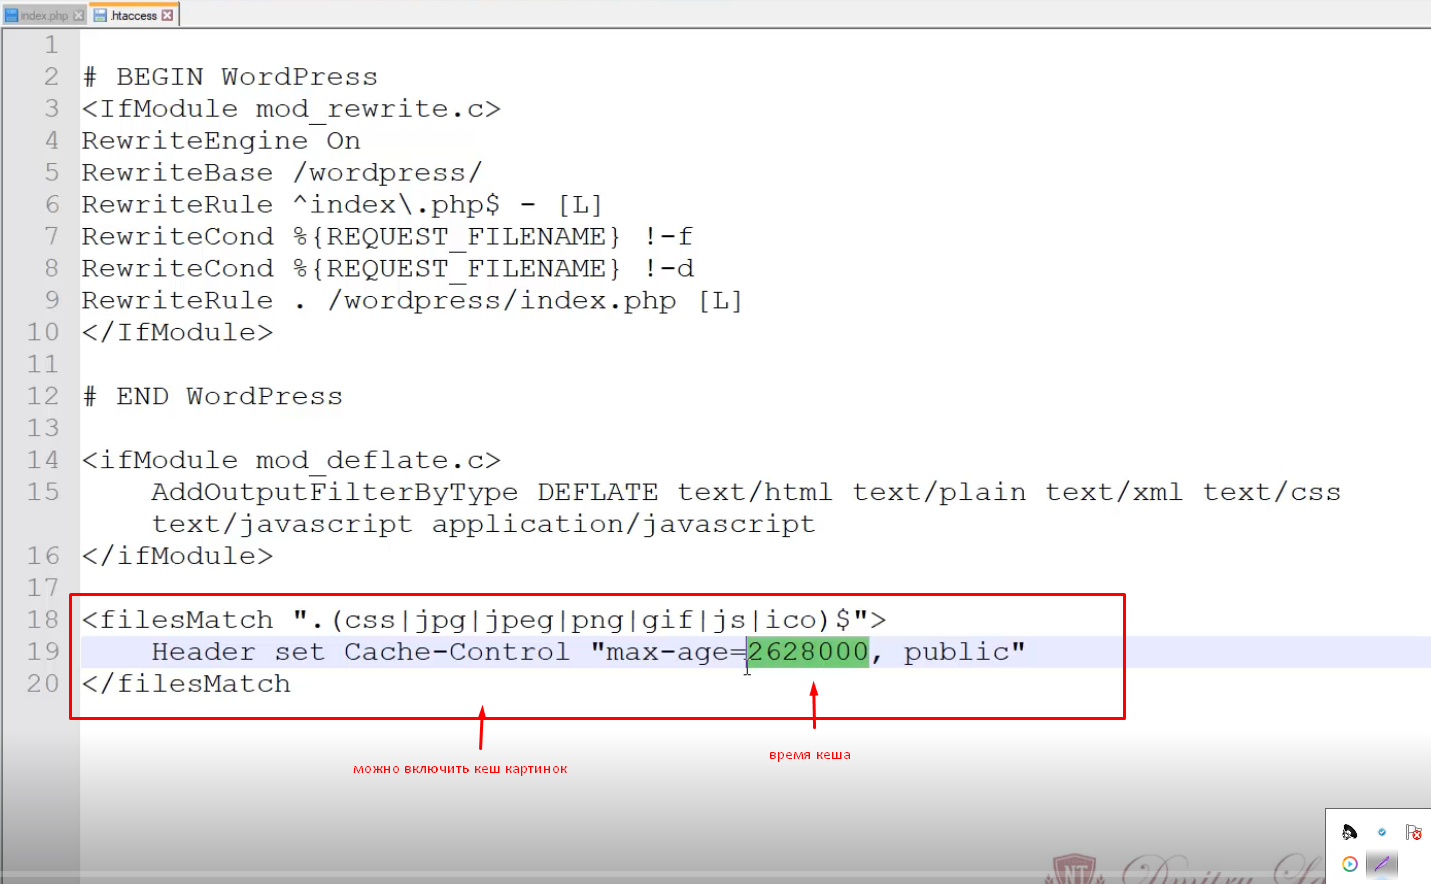 index.php
.htaccess
1
2 # BEGIN WordPress
3 <IfModule mod_rewrite.c>
4 RewriteEngine On
5 RewriteBase /wordpress/
6 RewriteRule ^index\.php$ - [L]
7 RewriteCond %{REQUEST_FILENAME} !-f
8 RewriteCond %{REQUEST_FILENAME} !-d
9 RewriteRule . /wordpress/index.php [L]
10 </IfModule>
11
12 # END WordPress
13
14 <ifModule mod_deflate.c>
15 AddOutputFilterByType DEFLATE text/html text/plain text/xml text/css
text/javascript application/javascript
16 </ifModule>
17
18 <filesMatch ".(css|jpg|jpeg|png|gif|js|ico)$">
19 Header set Cache-Control "max-age=2628000, public"
20 </filesMatch
время кеша
можно включить кеш картинок
NT Dmitry